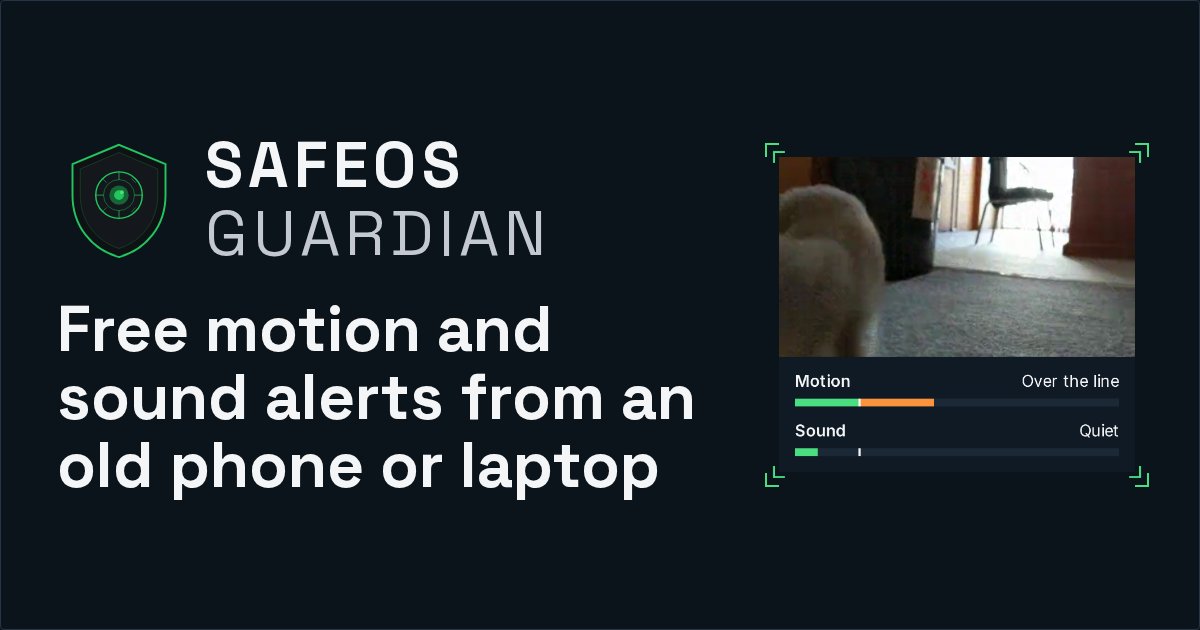 SAFEOS
GUARDIAN
Free motion and
sound alerts from an
old phone or laptop
Motion
Over the line
Sound
Quiet